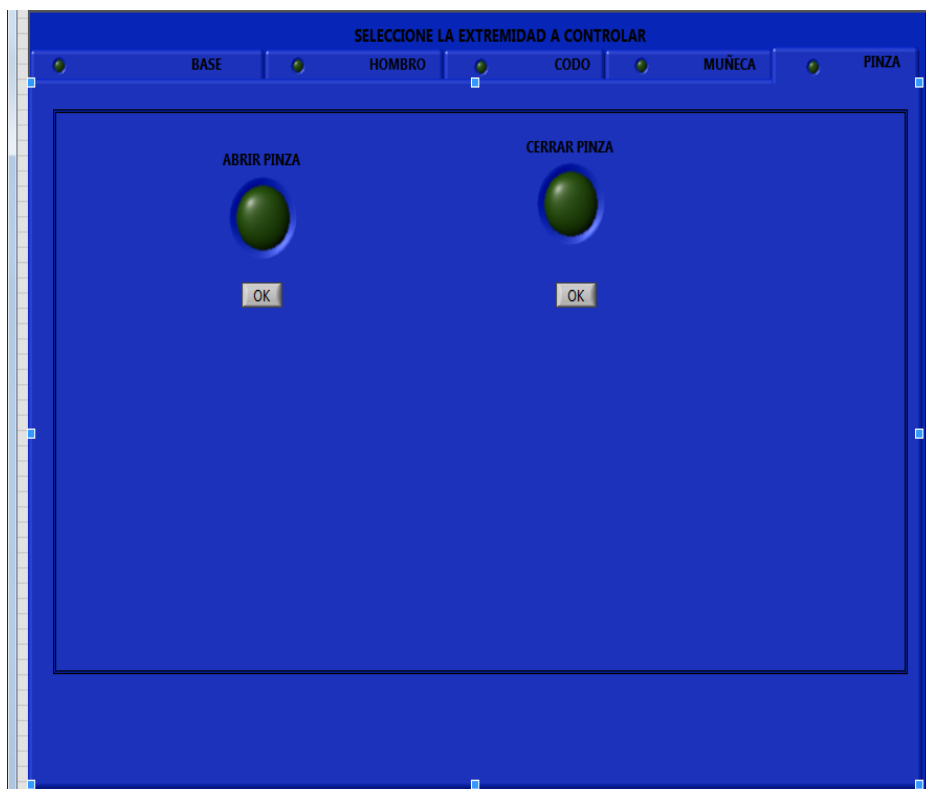 SELECCIONE LA EXTREMIDAD A CONTROLAR
BASE HOMBRO CODO MUÑECA PINZA
ABRIR PINZA CERRAR PINZA
OK OK